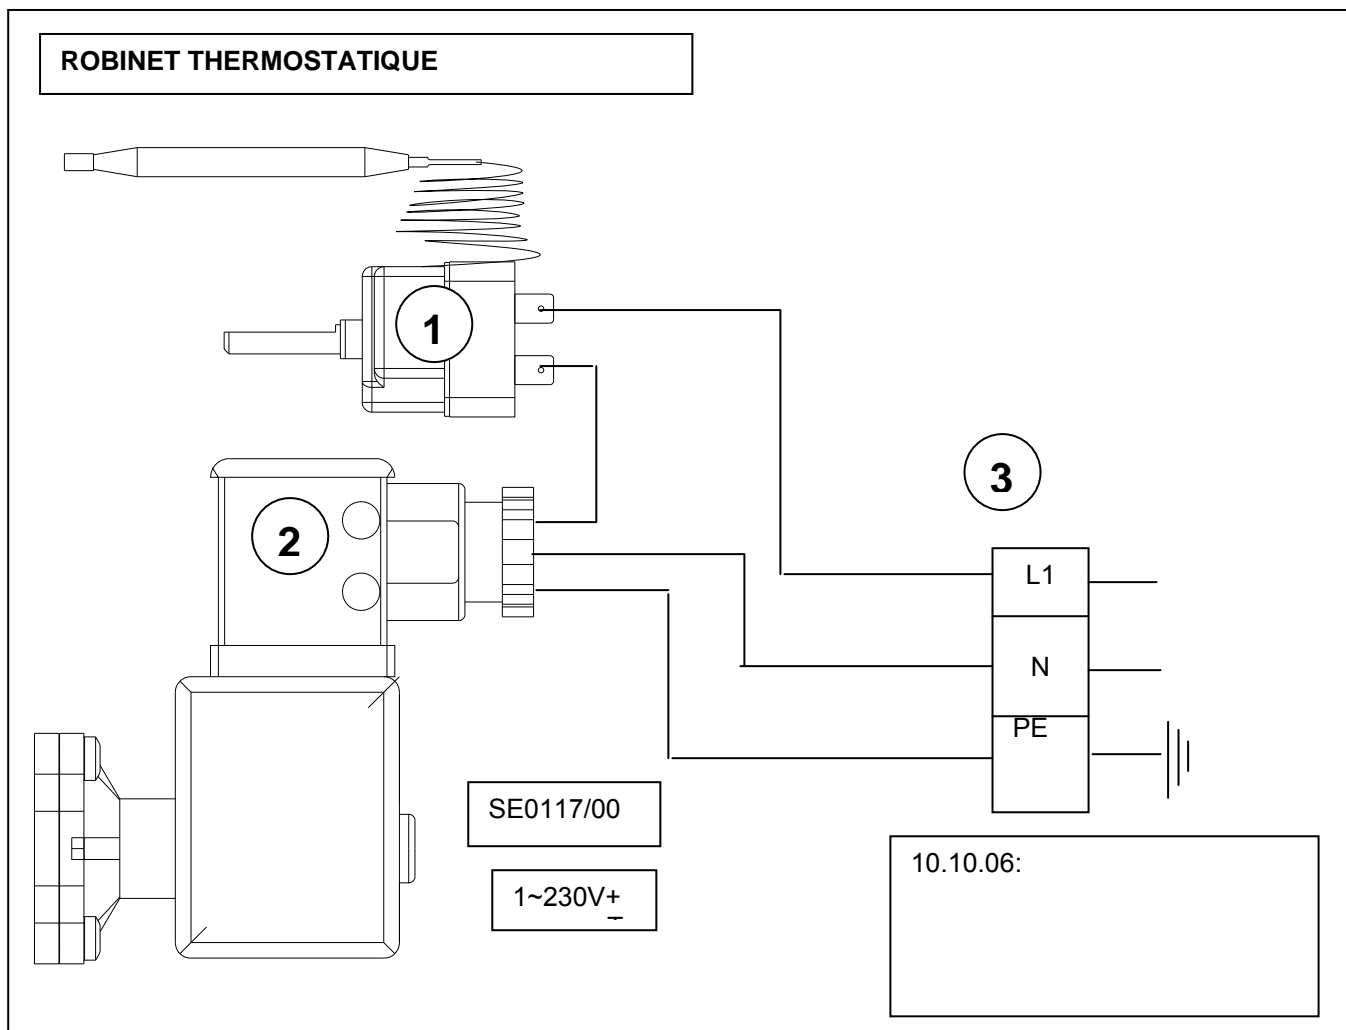 ROBINET THERMOSTATIQUE
1
2
3
L1
N
PE
SE0117/00
1~230V+
10.10.06: